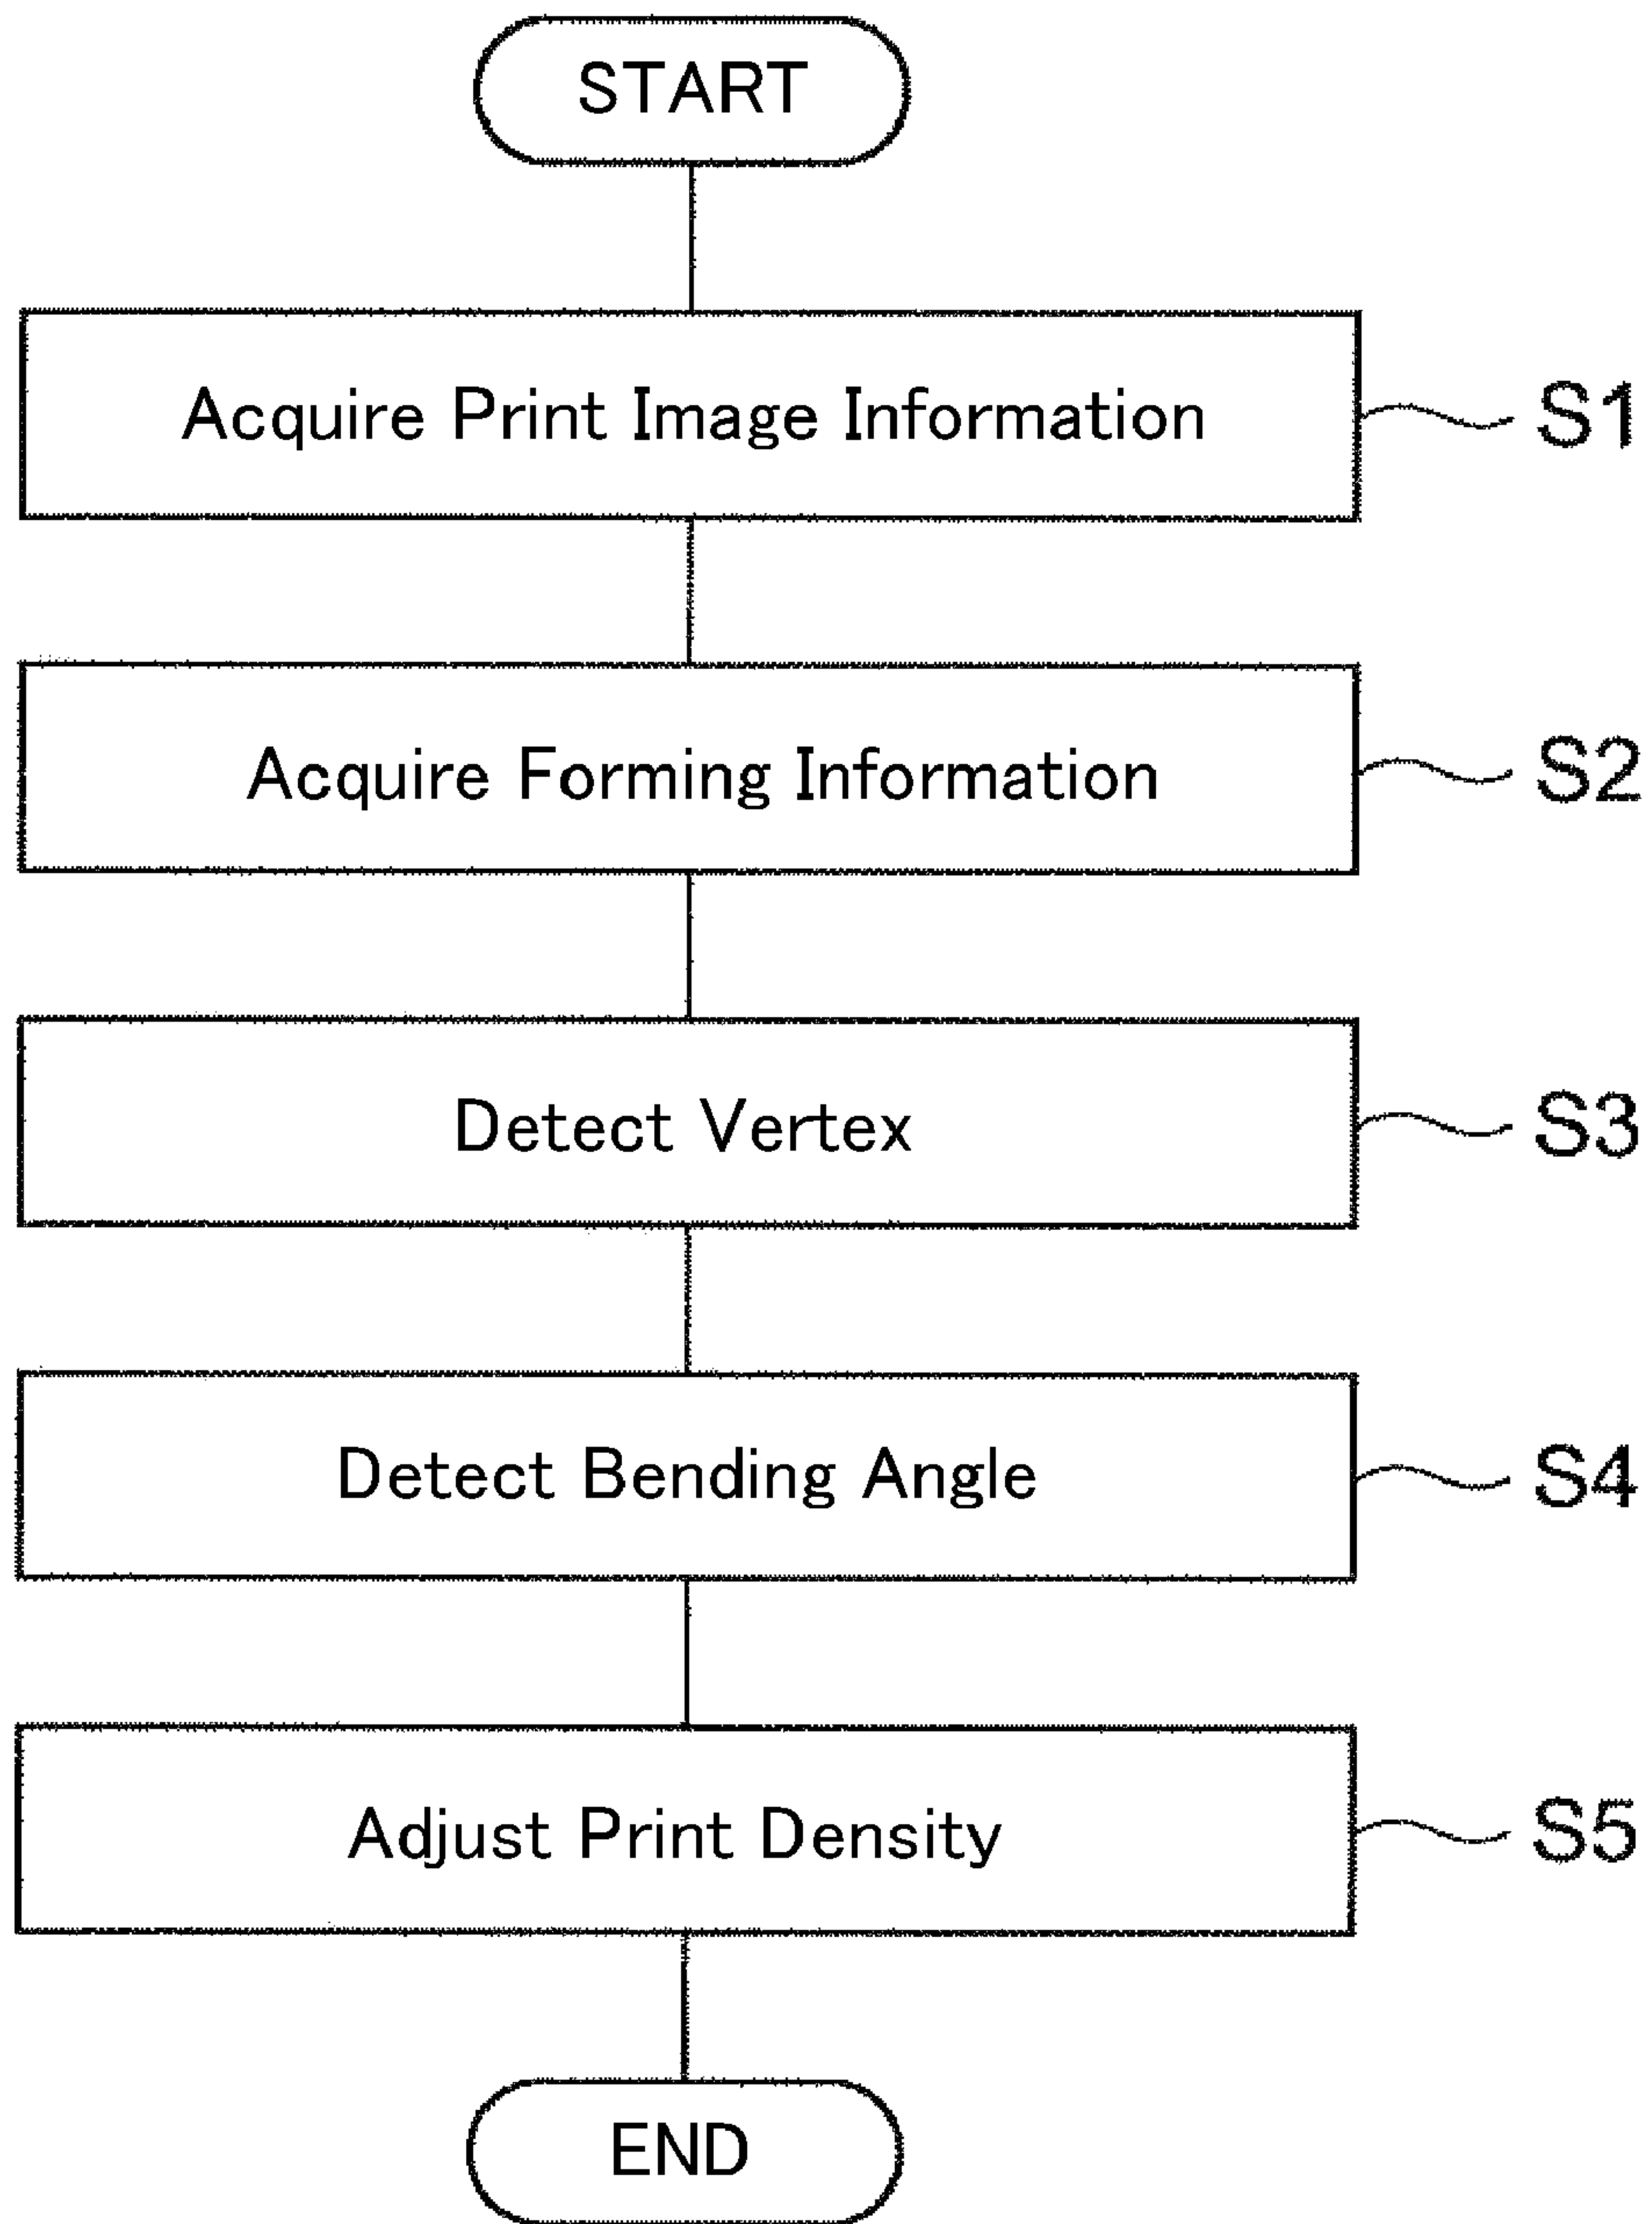 START
Acquire Print Image Information
S1
Acquire Forming Information
S2
Detect Vertex
S3
Detect Bending Angle
S4
Adjust Print Density
S5
END